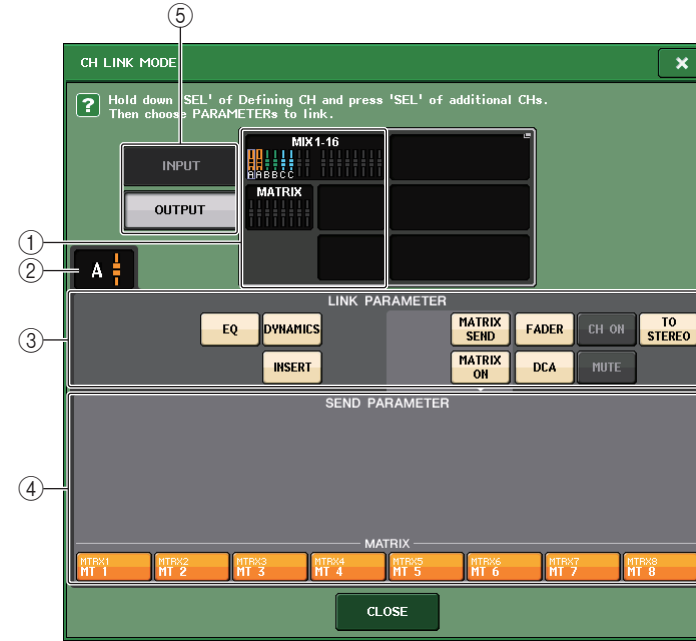 ⑤
CH LINK MODE
×
? Hold down 'SEL' of Defining CH and press 'SEL' of additional CHs.
Then choose PARAMETERs to link.
INPUT
OUTPUT
MIX1-16
AABBCC
MATRIX
①
②
A
LINK PARAMETER
③
EQ
DYNAMICS
MATRIX SEND
FADER
CH ON
TO STEREO
INSERT
MATRIX ON
DCA
MUTE
SEND PARAMETER
④
MATRIX
MTRX1
MT 1
MTRX2
MT 2
MTRX3
MT 3
MTRX4
MT 4
MTRX5
MT 5
MTRX6
MT 6
MTRX7
MT 7
MTRX8
MT 8
CLOSE